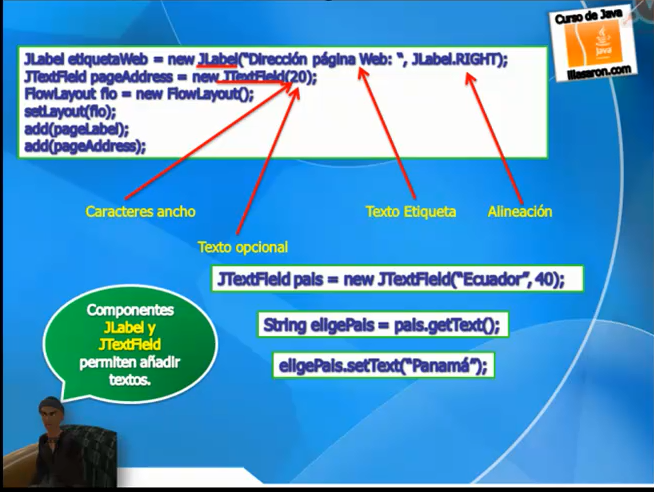 Curso de Java
Java
lilasaron.com
JLabel etiquetaWeb = new JLabel("Dirección página Web: “, JLabel.RIGHT);
JTextField pageAddress = new JTextField(20);
FlowLayout flo = new FlowLayout();
setLayout(flo);
add(pageLabel);
add(pageAddress);
Caracteres ancho
Texto Etiqueta
Alineación
Texto opcional
JTextField pais = new JTextField(“Ecuador”, 40);
String eligePais = pais.getText();
eligePais.setText(“Panamá”);
Componentes
JLabel y
JTextField
permiten añadir
textos.